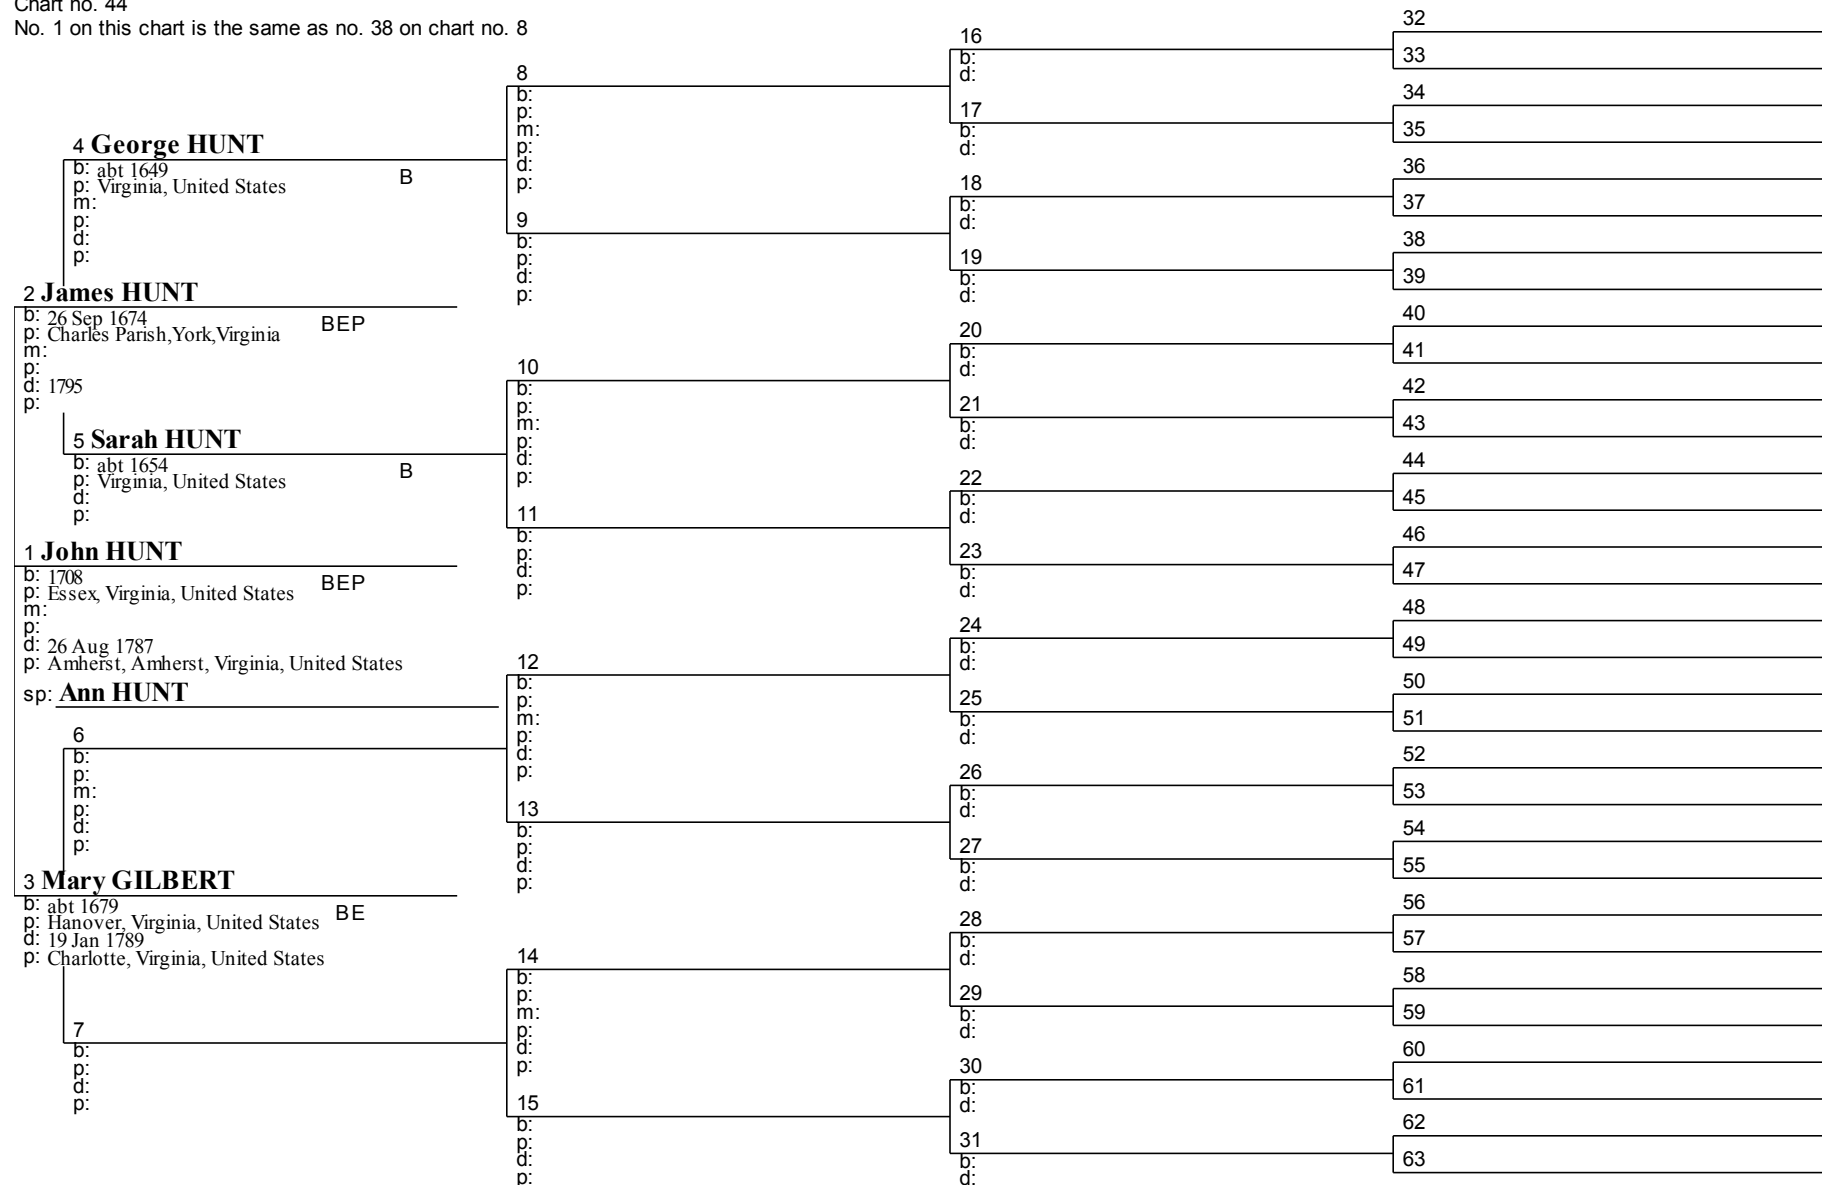 Chart no. 44
No. 1 on this chart is the same as no. 38 on chart no. 8
4 George HUNT
b: abt 1649
B
p: Virginia, United States
m:
p:
d:
p:
2 James HUNT
b: 26 Sep 1674
BEP
p: Charles Parish,York,Virginia
m:
p:
d: 1795
p:
5 Sarah HUNT
b: abt 1654
B
p: Virginia, United States
d:
p:
1 John HUNT
b: 1708
BEP
p: Essex, Virginia, United States
m:
p:
d: 26 Aug 1787
p: Amherst, Amherst, Virginia, United States
sp: Ann HUNT
6
b:
p:
m:
p:
d:
p:
3 Mary GILBERT
b: abt 1679
BE
p: Hanover, Virginia, United States
d: 19 Jan 1789
p: Charlotte, Virginia, United States
7
b:
p:
d:
p:
8
b:
p:
m:
p:
d:
p:
9
b:
p:
d:
p:
10
b:
p:
m:
p:
d:
p:
11
b:
p:
d:
p:
12
b:
p:
m:
p:
d:
p:
13
b:
p:
d:
p:
14
b:
p:
m:
p:
d:
p:
15
b:
p:
d:
p:
16
b:
d:
17
b:
d:
18
b:
d:
19
b:
d:
20
b:
d:
21
b:
d:
22
b:
d:
23
b:
d:
24
b:
d:
25
b:
d:
26
b:
d:
27
b:
d:
28
b:
d:
29
b:
d:
30
b:
d:
31
b:
d:
32
33
34
35
36
37
38
39
40
41
42
43
44
45
46
47
48
49
50
51
52
53
54
55
56
57
58
59
60
61
62
63